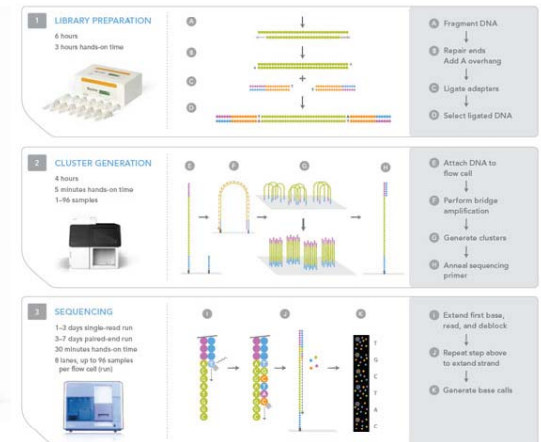 1 LIBRARY PREPARATION
6 hours
3 hours hands-on time
A
B
C
D
A Fragment DNA
B Repair ends
Add A overhang
C Ligate adapters
D Select ligated DNA
2 CLUSTER GENERATION
4 hours
5 minutes hands-on time
1–96 samples
E
F
G
H
E Attach DNA to
flow cell
F Perform bridge
amplification
G Generate clusters
H Anneal sequencing
primer
3 SEQUENCING
1–3 days single-read run
3–7 days paired-end run
30 minutes hands-on time
8 lanes, up to 96 samples
per flow cell (run)
I
J
K
T
G
C
T
A
C
I Extend first base,
read, and deblock
J Repeat step above
to extend strand
K Generate base calls